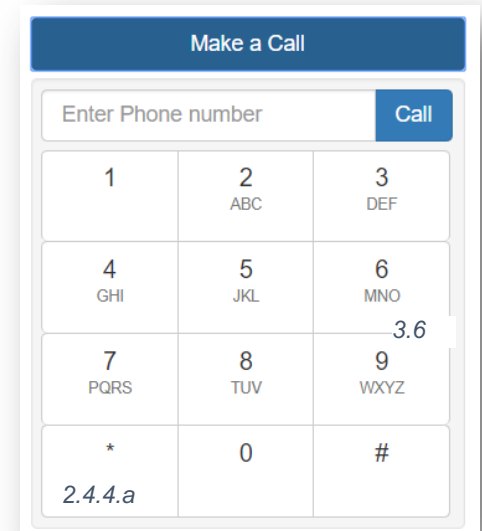 Make a Call
Enter Phone number Call
1 2 3
ABC DEF
4 5 6
GHI JKL MNO
3.6
7 8 9
PQRS TUV WXYZ
* 0 #
2.4.4.a